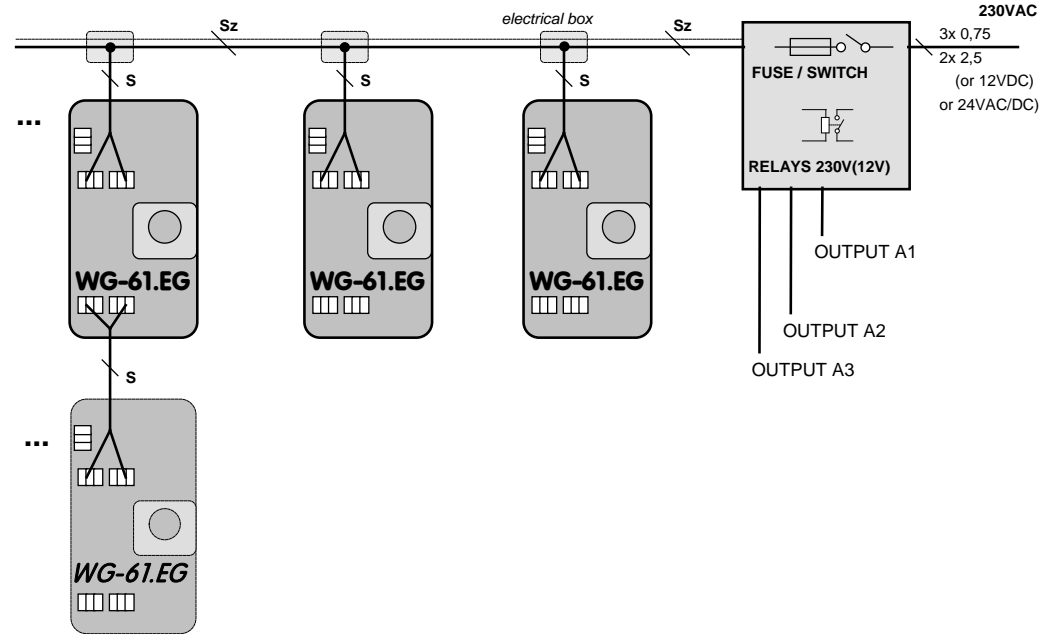 electrical box
230VAC
Sz
Sz
3x 0,75
2x 2,5
(or 12VDC)
or 24VAC/DC)
FUSE / SWITCH
S
S
S
...
RELAYS 230V(12V)
OUTPUT A1
WG-61.EG
WG-61.EG
WG-61.EG
OUTPUT A2
OUTPUT A3
S
...
WG-61.EG